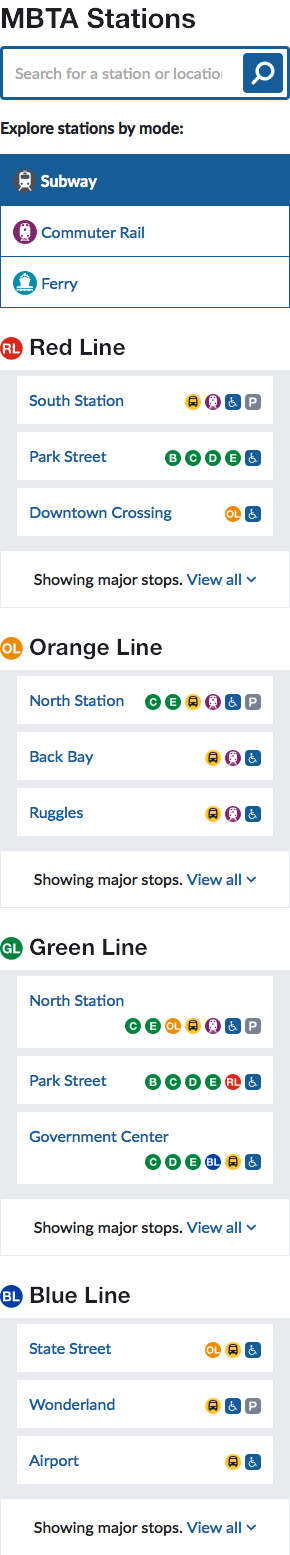 MBTA Stations
Search for a station or locatio
Explore stations by mode:
Subway
Commuter Rail
Ferry
RL Red Line
South Station P
Park Street B C D E
Downtown Crossing OL
Showing major stops. View all
OL Orange Line
North Station C E P
Back Bay
Ruggles
Showing major stops. View all
GL Green Line
North Station
C E OL P
Park Street B C D E RL
Government Center
C D E BL
Showing major stops. View all
BL Blue Line
State Street OL
Wonderland P
Airport
Showing major stops. View all